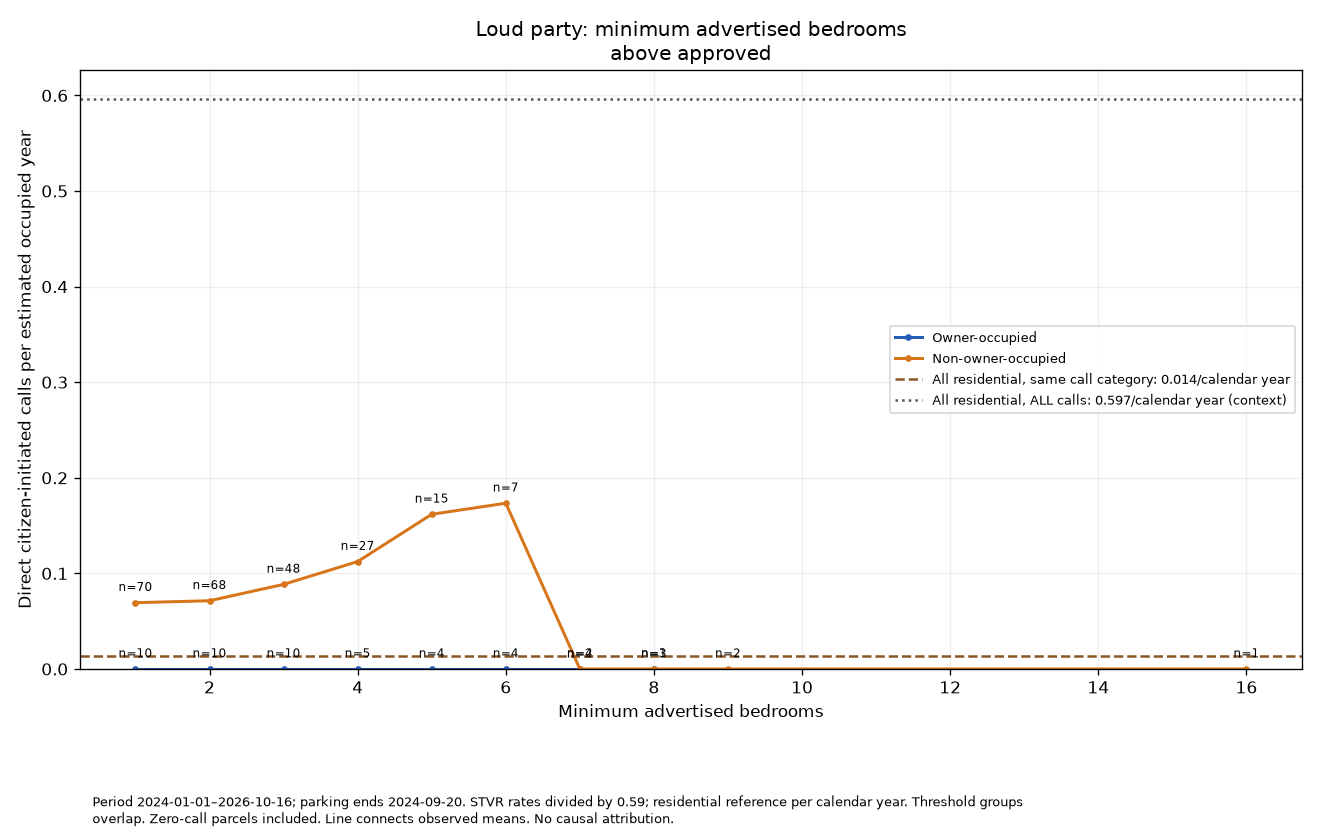 Loud party: minimum advertised bedrooms
above approved
Direct citizen-initiated calls per estimated occupied year
0.6
0.5
0.4
0.3
0.2
0.1
0.0
Owner-occupied
Non-owner-occupied
All residential, same call category: 0.014/calendar year
All residential, ALL calls: 0.597/calendar year (context)
n=70
n=68
n=48
n=27
n=15
n=7
n=10
n=10
n=10
n=5
n=4
n=4
n=2
n=1
2
4
6
8
10
12
14
16
Minimum advertised bedrooms
Period 2024-01-01–2026-10-16; parking ends 2024-09-20. STVR rates divided by 0.59; residential reference per calendar year. Threshold groups
overlap. Zero-call parcels included. Line connects observed means. No causal attribution.